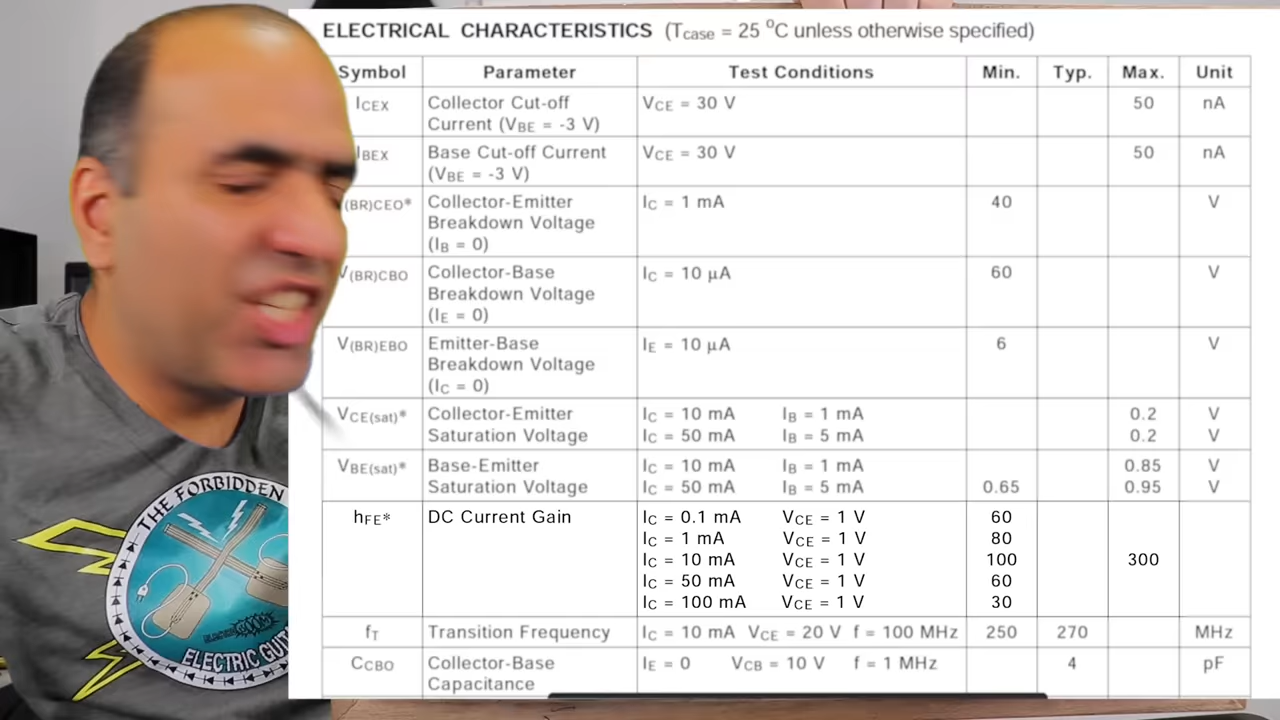 ELECTRICAL CHARACTERISTICS (Tcase = 25 °C unless otherwise specified)
Symbol Parameter Test Conditions Min. Typ. Max. Unit
ICEX Collector Cut-off Current (VBE = -3 V) VCE = 30 V 50 nA
IBEX Base Cut-off Current (VBE = -3 V) VCE = 30 V 50 nA
(BR)CEO* Collector-Emitter Breakdown Voltage (IB = 0) IC = 1 mA 40 V
V(BR)CBO Collector-Base Breakdown Voltage (IE = 0) IC = 10 μA 60 V
V(BR)EBO Emitter-Base Breakdown Voltage (IC = 0) IE = 10 μA 6 V
VCE(sat)* Collector-Emitter Saturation Voltage
IC = 10 mA IB = 1 mA 0.2 V
IC = 50 mA IB = 5 mA 0.2 V
VBE(sat)* Base-Emitter Saturation Voltage
IC = 10 mA IB = 1 mA 0.85 V
IC = 50 mA IB = 5 mA 0.65 0.95 V
hFE* DC Current Gain
IC = 0.1 mA VCE = 1 V 60
IC = 1 mA VCE = 1 V 80
IC = 10 mA VCE = 1 V 100 300
IC = 50 mA VCE = 1 V 60
IC = 100 mA VCE = 1 V 30
fT Transition Frequency IC = 10 mA VCE = 20 V f = 100 MHz 250 270 MHz
CCBO Collector-Base Capacitance IE = 0 VCB = 10 V f = 1 MHz 4 pF
THE FORBIDDEN
ELECTRIC GUIT